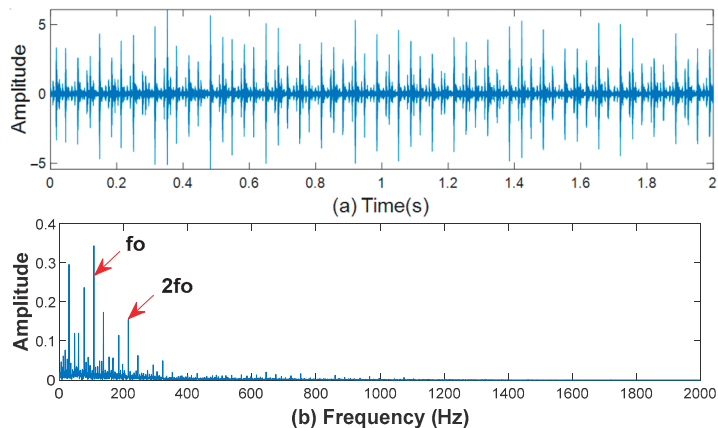 5
0
−5
Amplitude
0 0.2 0.4 0.6 0.8 1 1.2 1.4 1.6 1.8 2
(a) Time(s)
0.4
0.3
0.2
0.1
0
Amplitude
fo
2fo
0 200 400 600 800 1000 1200 1400 1600 1800 2000
(b) Frequency (Hz)